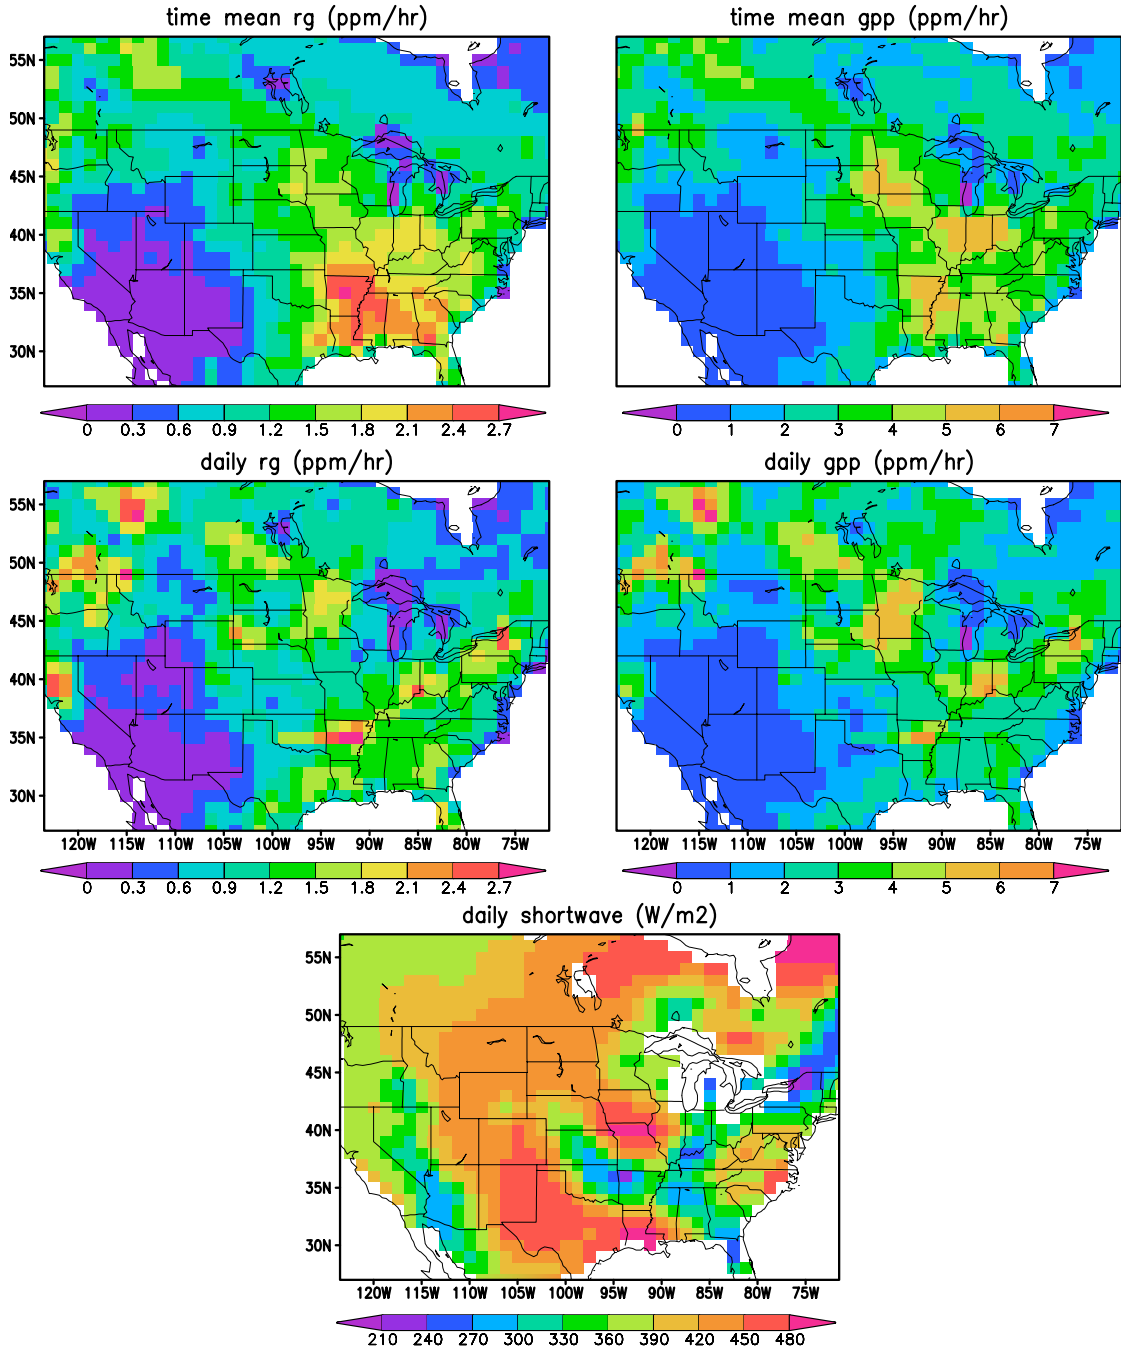 time mean rg (ppm/hr) time mean gpp (ppm/hr)
55N
50N
45N
40N
35N
30N
0 0.3 0.6 0.9 1.2 1.5 1.8 2.1 2.4 2.7 0 1 2 3 4 5 6 7
daily rg (ppm/hr) daily gpp (ppm/hr)
55N
50N
45N
40N
35N
30N
120W 115W 110W 105W 100W 95W 90W 85W 80W 75W 120W 115W 110W 105W 100W 95W 90W 85W 80W 75W
0 0.3 0.6 0.9 1.2 1.5 1.8 2.1 2.4 2.7 0 1 2 3 4 5 6 7
daily shortwave (W/m2)
55N
50N
45N
40N
35N
30N
120W 115W 110W 105W 100W 95W 90W 85W 80W 75W
210 240 270 300 330 360 390 420 450 480